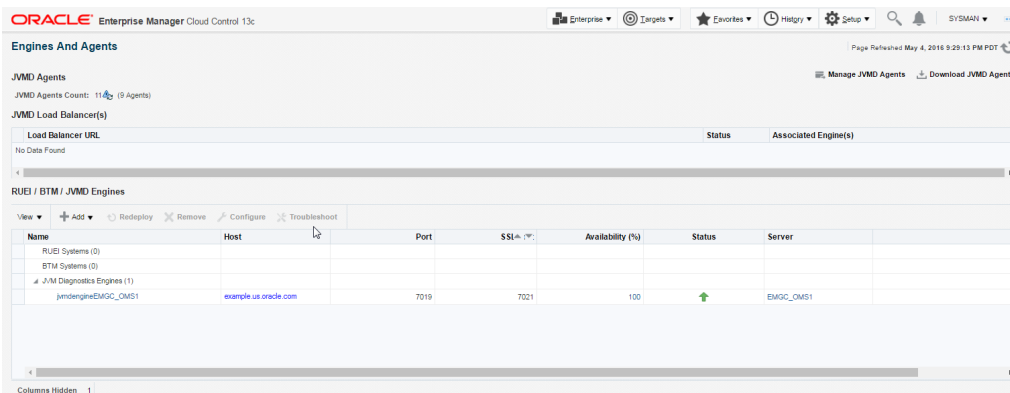 ORACLE Enterprise Manager Cloud Control 13c Enterprise Targets Favorites History Setup SYSMAN
Engines And Agents Page Refreshed May 4, 2016 9:29:13 PM PDT
JVMD Agents Manage JVMD Agents Download JVMD Agent
JVMD Agents Count: 11 (9 Agents)
JVMD Load Balancer(s)
Load Balancer URL Status Associated Engine(s)
No Data Found
RUEI / BTM / JVMD Engines
View Add Redeploy Remove Configure Troubleshoot
Name Host Port SSL Availability (%) Status Server
RUEI Systems (0)
BTM Systems (0)
JVM Diagnostics Engines (1)
jvmdengineEMGC_OMS1 example.us.oracle.com 7019 7021 100 EMGC_OMS1
Columns Hidden 1